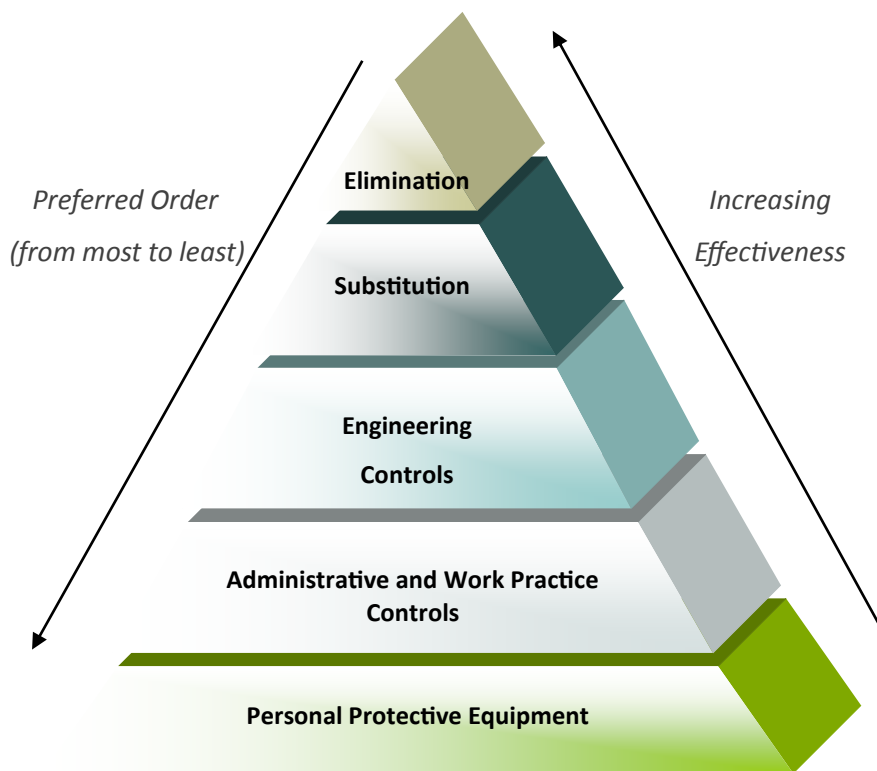 Elimination
Preferred Order
(from most to least)
Increasing
Effectiveness
Substitution
Engineering
Controls
Administrative and Work Practice
Controls
Personal Protective Equipment